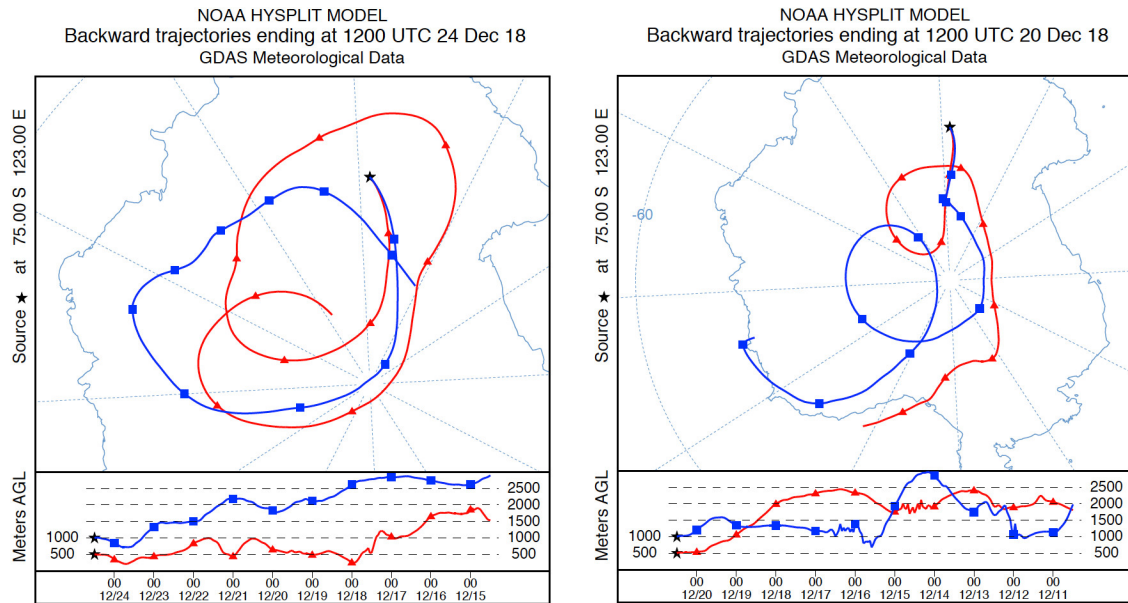 NOAA HYSPLIT MODEL
Backward trajectories ending at 1200 UTC 24 Dec 18
GDAS Meteorological Data
Source ★ at 75.00 S 123.00 E
Meters AGL
2500
2000
1500
1000
1000
500
500
00 00 00 00 00 00 00 00 00 00
12/24 12/23 12/22 12/21 12/20 12/19 12/18 12/17 12/16 12/15
NOAA HYSPLIT MODEL
Backward trajectories ending at 1200 UTC 20 Dec 18
GDAS Meteorological Data
Source ★ at 75.00 S 123.00 E
-60
Meters AGL
2500
2000
1500
1000
1000
500
500
00 00 00 00 00 00 00 00 00 00
12/20 12/19 12/18 12/17 12/16 12/15 12/14 12/13 12/12 12/11